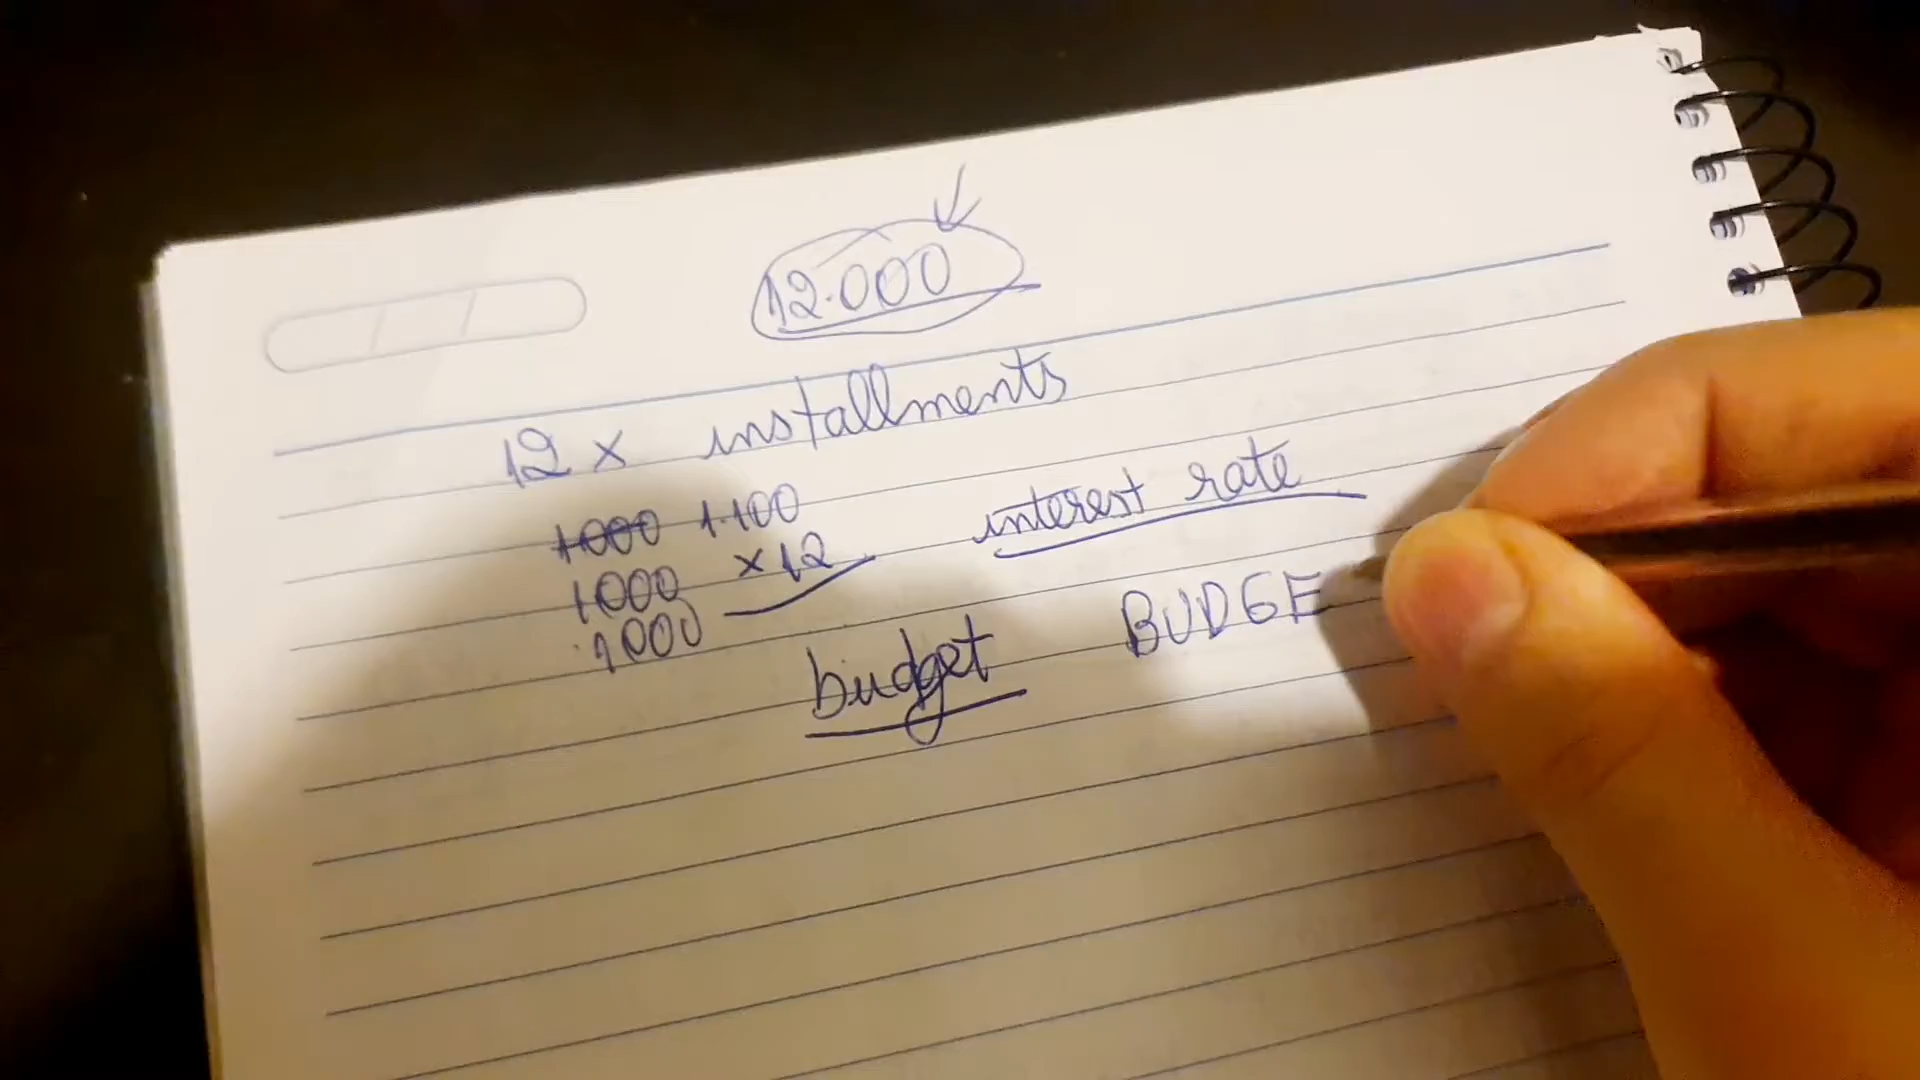 12.000
12 x installments
1000 1.100
x 12
interest rate
1000
1000
budget
BUDGE